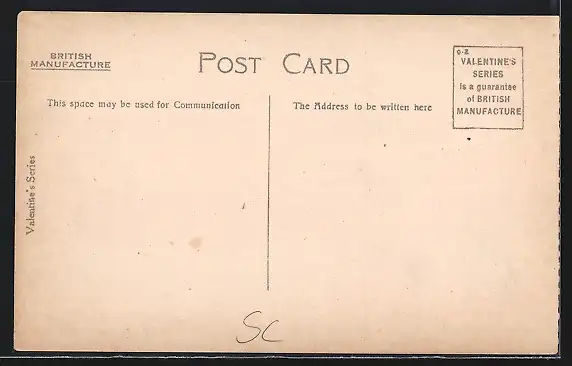 BRITISH
MANUFACTURE
POST CARD
G-Z
VALENTINE'S
SERIES
is a guarantee
of BRITISH
MANUFACTURE
This space may be used for Communication
The Address to be written here
Valentine's Series
SC